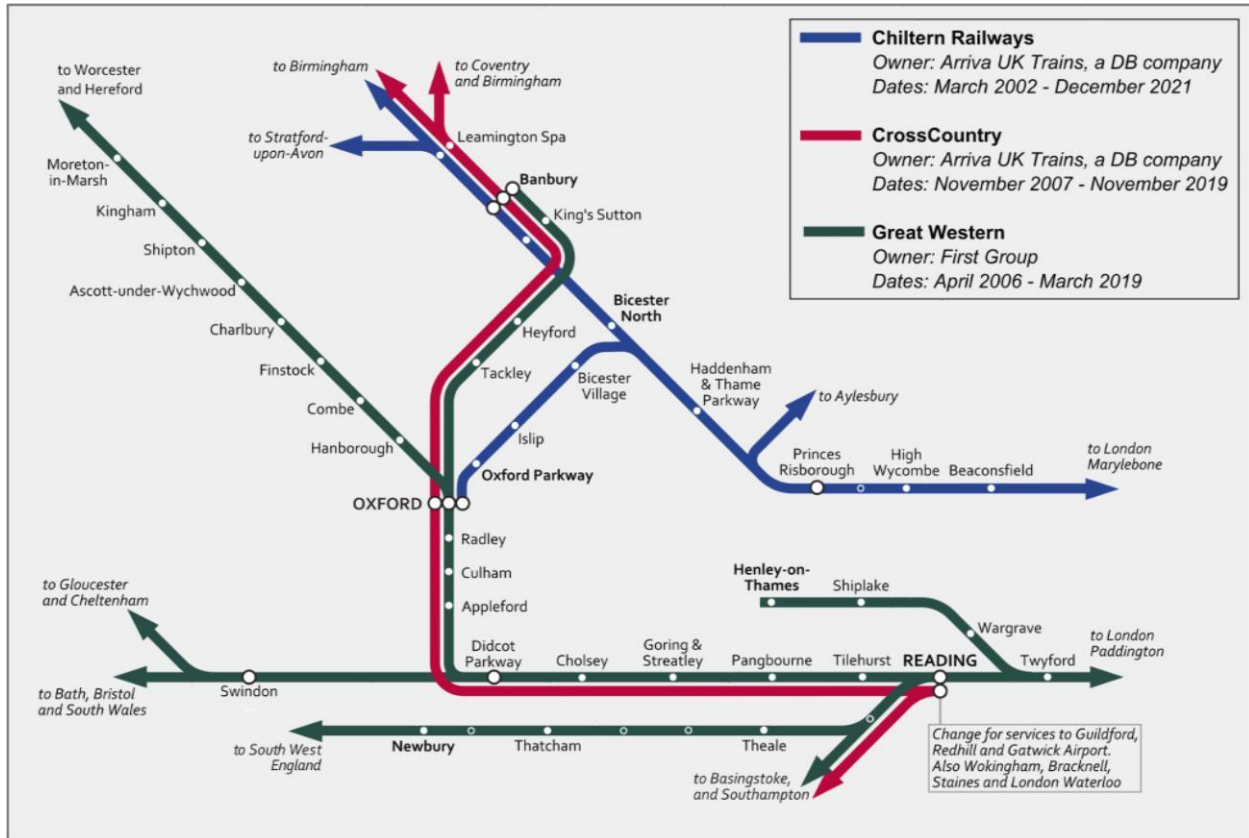 Chiltern Railways
Owner: Arriva UK Trains, a DB company
Dates: March 2002 - December 2021
CrossCountry
Owner: Arriva UK Trains, a DB company
Dates: November 2007 - November 2019
Great Western
Owner: First Group
Dates: April 2006 - March 2019
to Worcester
and Hereford
to Birmingham
to Coventry
and Birmingham
to Stratford-
upon-Avon
Leamington Spa
Moreton-
in-Marsh
Banbury
Kingham
King's Sutton
Shipton
Ascott-under-Wychwood
Charlbury
Bicester
North
Heyford
Finstock
Tackley
Bicester
Village
Haddenham
& Thame
Parkway
to Aylesbury
Combe
Hanborough
Islip
Oxford Parkway
Princes
Risborough
High
Wycombe
Beaconsfield
to London
Marylebone
OXFORD
Radley
Culham
Appleford
to Gloucester
and Cheltenham
Henley-on-
Thames
Shiplake
Wargrave
to London
Paddington
Didcot
Parkway
Cholsey
Goring &
Streatley
Pangbourne
Tilehurst
READING
Twyford
to Bath, Bristol
and South Wales
Swindon
to South West
England
Newbury
Thatcham
Theale
to Basingstoke,
and Southampton
Change for services to Guildford,
Redhill and Gatwick Airport.
Also Wokingham, Bracknell,
Staines and London Waterloo